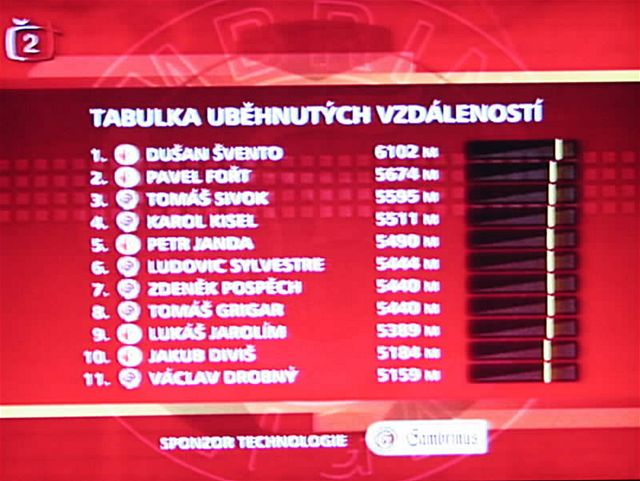 2
TABULKA UBĚHNUTÝCH VZDÁLENOSTÍ
1. DUŠAN ŠVENTO 6102 M
2. PAVEL FOŘT 5674 M
3. TOMÁŠ SIVOK 5595 M
4. KAROL KISEL 5511 M
5. PETR JANDA 5490 M
6. LUDOVIC SYLVESTRE 5444 M
7. ZDENĚK POSPĚCH 5440 M
8. TOMÁŠ GRIGAR 5440 M
9. LUKÁŠ JAROLÍM 5389 M
10. JAKUB DIVIŠ 5184 M
11. VÁCLAV DROBNÝ 5159 M
SPONZOR TECHNOLOGIE Gambrinus